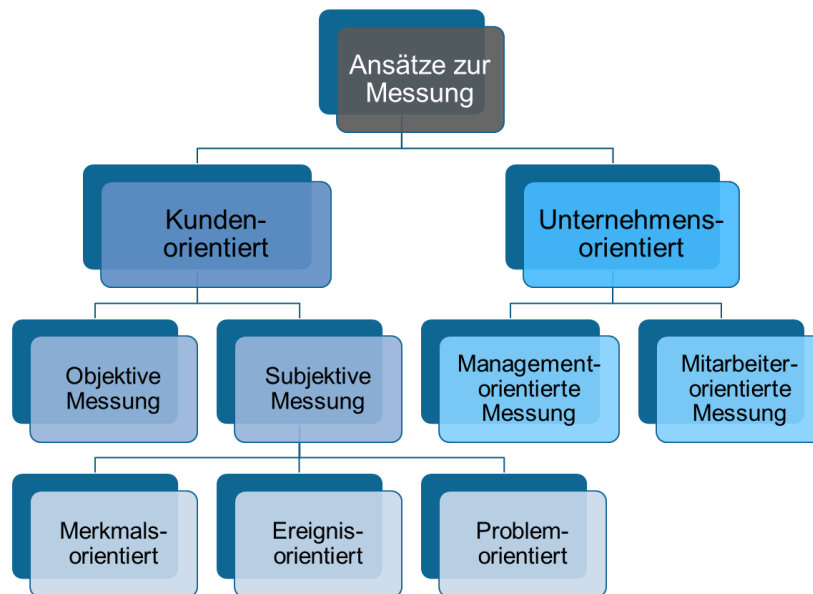 Ansätze zur
Messung
Kunden-
orientiert
Unternehmens-
orientiert
Objektive
Messung
Subjektive
Messung
Management-
orientierte
Messung
Mitarbeiter-
orientierte
Messung
Merkmals-
orientiert
Ereignis-
orientiert
Problem-
orientiert